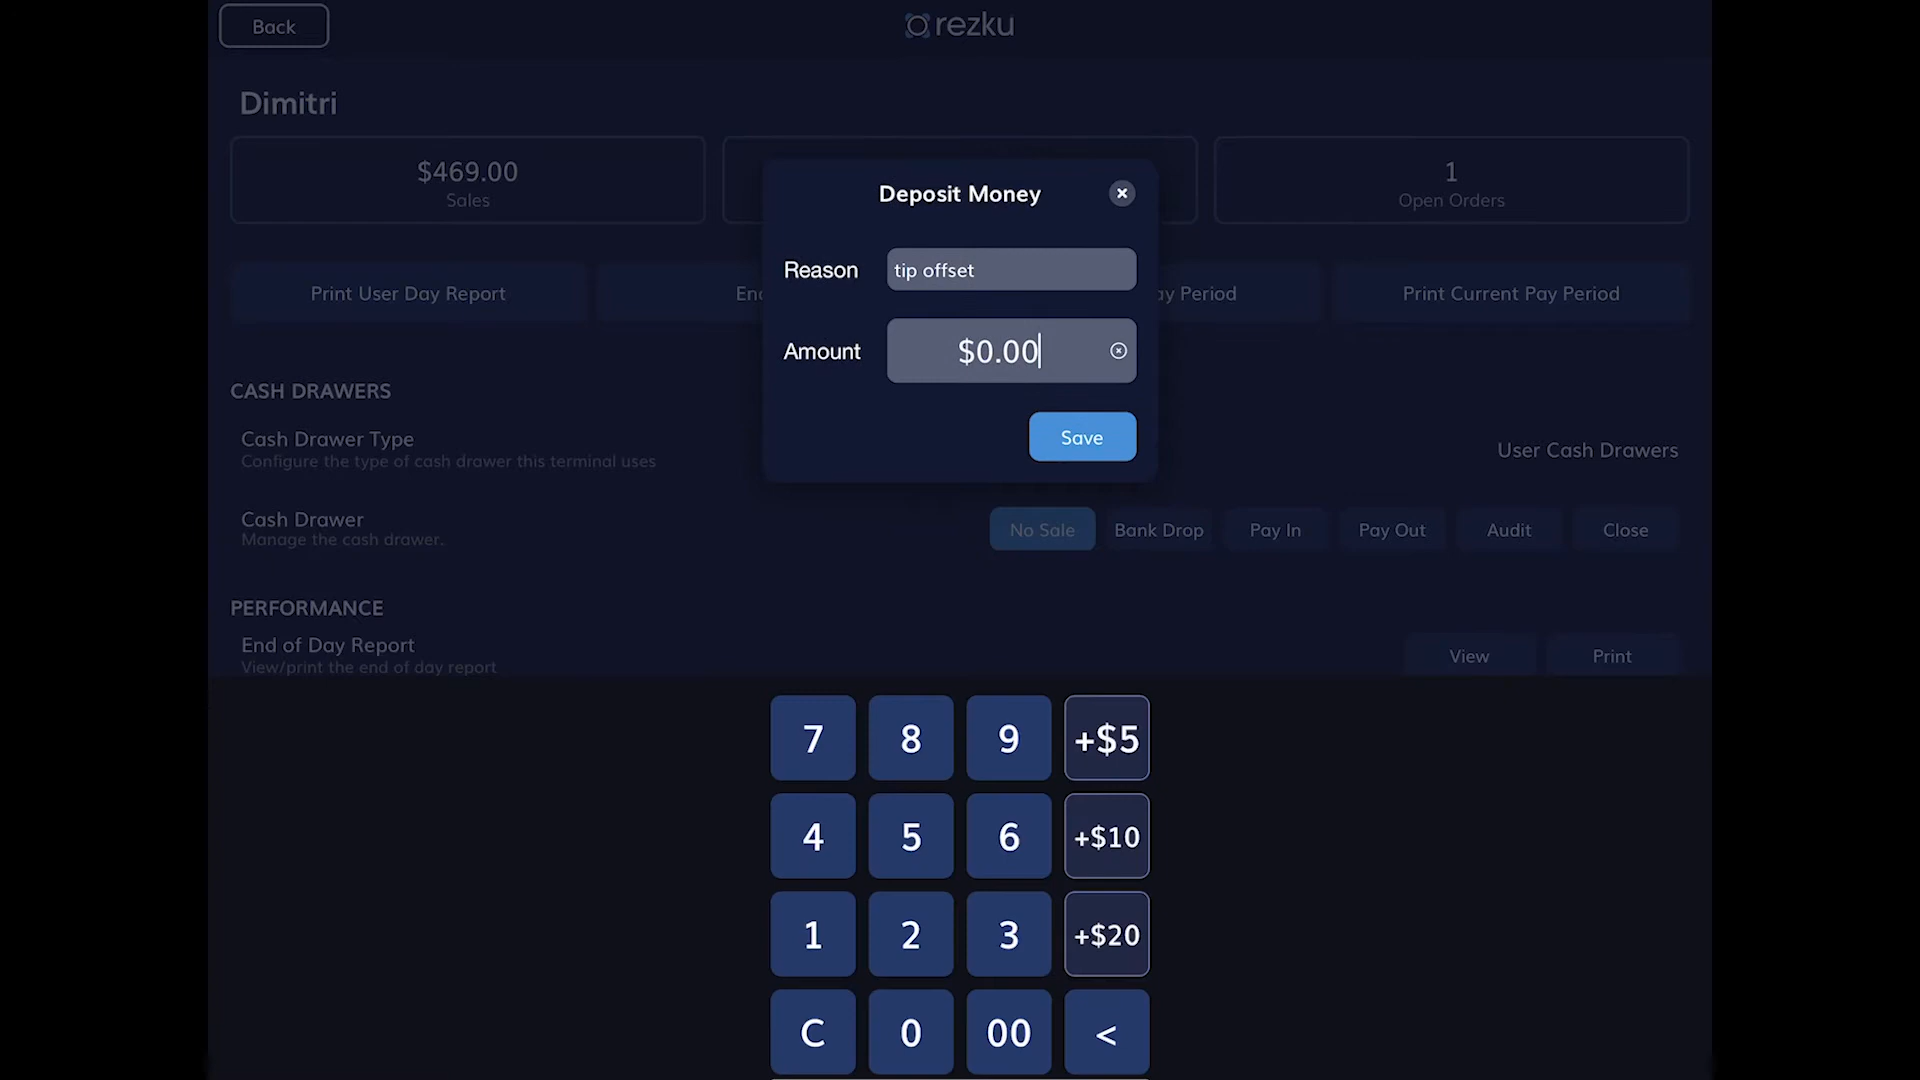 Back
rezku
Dimitri
$469.00
Sales
1
Open Orders
Deposit Money
Reason
tip offset
Amount
$0.00
Save
Print User Day Report
ay Period
Print Current Pay Period
CASH DRAWERS
Cash Drawer Type
Configure the type of cash drawer this terminal uses
User Cash Drawers
Cash Drawer
Manage the cash drawer.
No Sale
Bank Drop
Pay In
Pay Out
Audit
Close
PERFORMANCE
End of Day Report
View/print the end of day report
View
Print
7 8 9 +$5
4 5 6 +$10
1 2 3 +$20
C 0 00 <